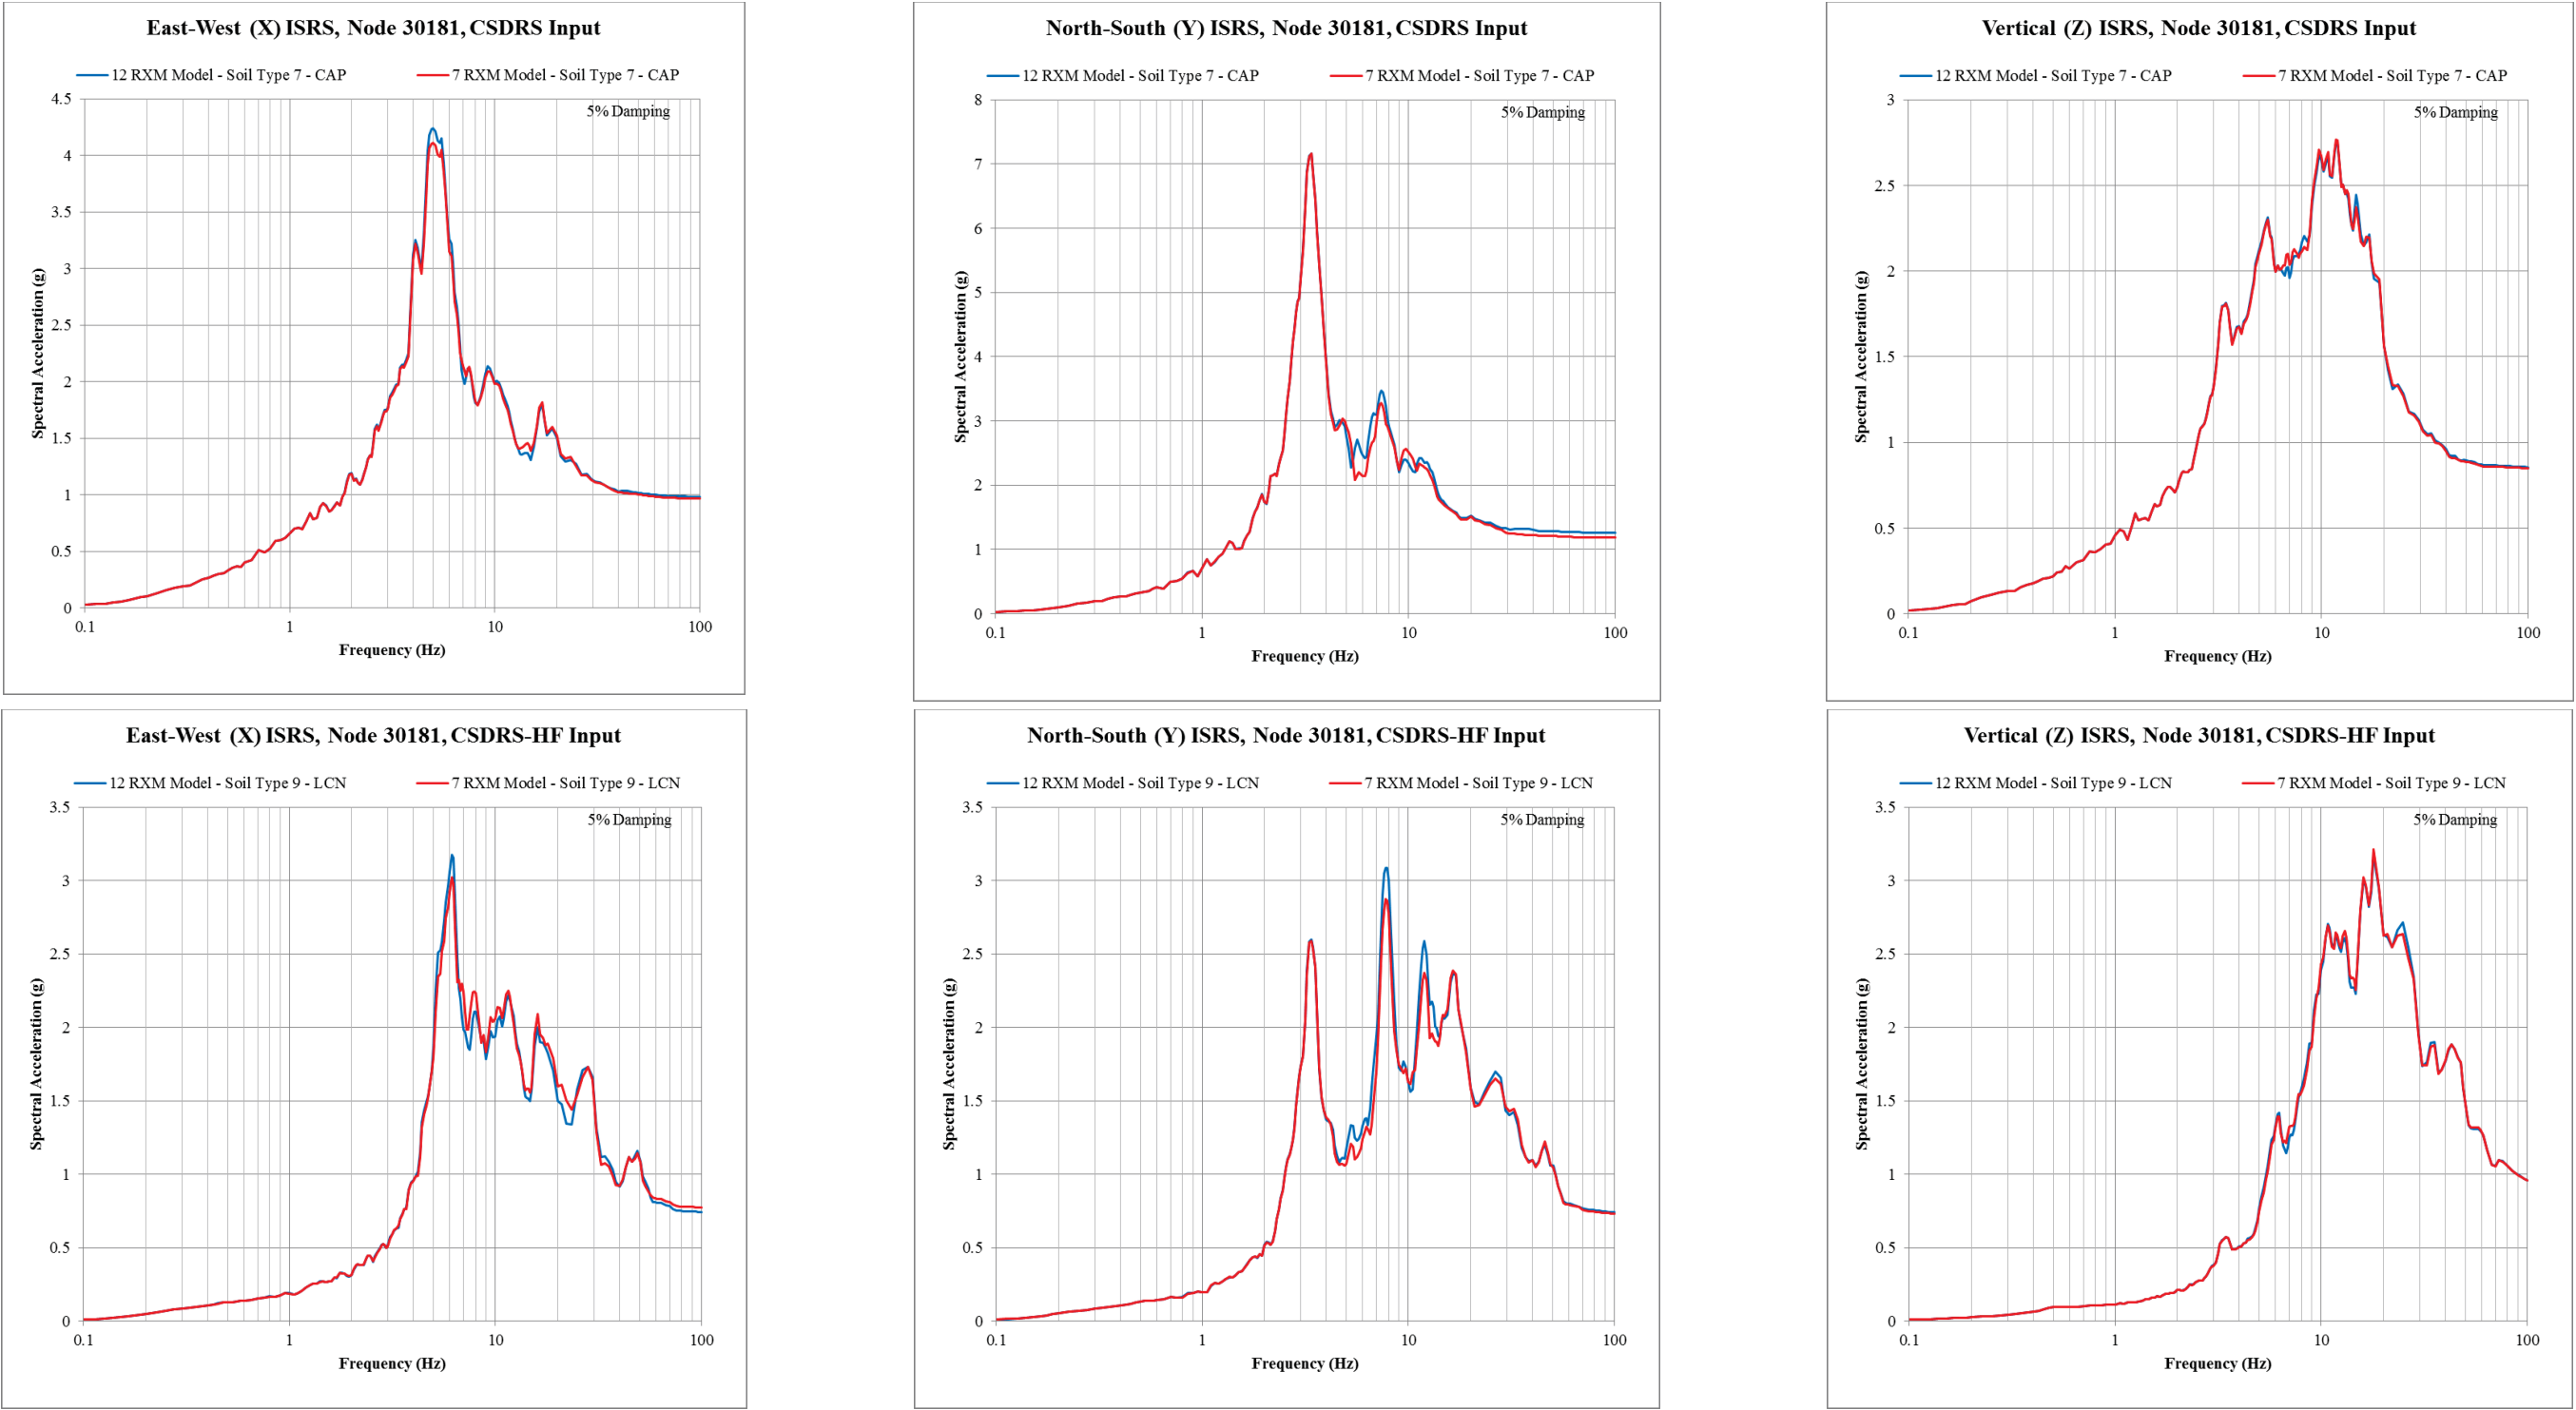 East-West (X) ISRS, Node 30181, CSDRS Input
12 RXM Model - Soil Type 7 - CAP 7 RXM Model - Soil Type 7 - CAP
5% Damping
4.5
4
3.5
3
2.5
2
1.5
1
0.5
0
Spectral Acceleration (g)
0.1 1 10 100
Frequency (Hz)
North-South (Y) ISRS, Node 30181, CSDRS Input
12 RXM Model - Soil Type 7 - CAP 7 RXM Model - Soil Type 7 - CAP
5% Damping
8
7
6
5
4
3
2
1
0
Spectral Acceleration (g)
0.1 1 10 100
Frequency (Hz)
Vertical (Z) ISRS, Node 30181, CSDRS Input
12 RXM Model - Soil Type 7 - CAP 7 RXM Model - Soil Type 7 - CAP
5% Damping
3
2.5
2
1.5
1
0.5
0
Spectral Acceleration (g)
0.1 1 10 100
Frequency (Hz)
East-West (X) ISRS, Node 30181, CSDRS-HF Input
12 RXM Model - Soil Type 9 - LCN 7 RXM Model - Soil Type 9 - LCN
5% Damping
3.5
3
2.5
2
1.5
1
0.5
0
Spectral Acceleration (g)
0.1 1 10 100
Frequency (Hz)
North-South (Y) ISRS, Node 30181, CSDRS-HF Input
12 RXM Model - Soil Type 9 - LCN 7 RXM Model - Soil Type 9 - LCN
5% Damping
3.5
3
2.5
2
1.5
1
0.5
0
Spectral Acceleration (g)
0.1 1 10 100
Frequency (Hz)
Vertical (Z) ISRS, Node 30181, CSDRS-HF Input
12 RXM Model - Soil Type 9 - LCN 7 RXM Model - Soil Type 9 - LCN
5% Damping
3.5
3
2.5
2
1.5
1
0.5
0
Spectral Acceleration (g)
0.1 1 10 100
Frequency (Hz)